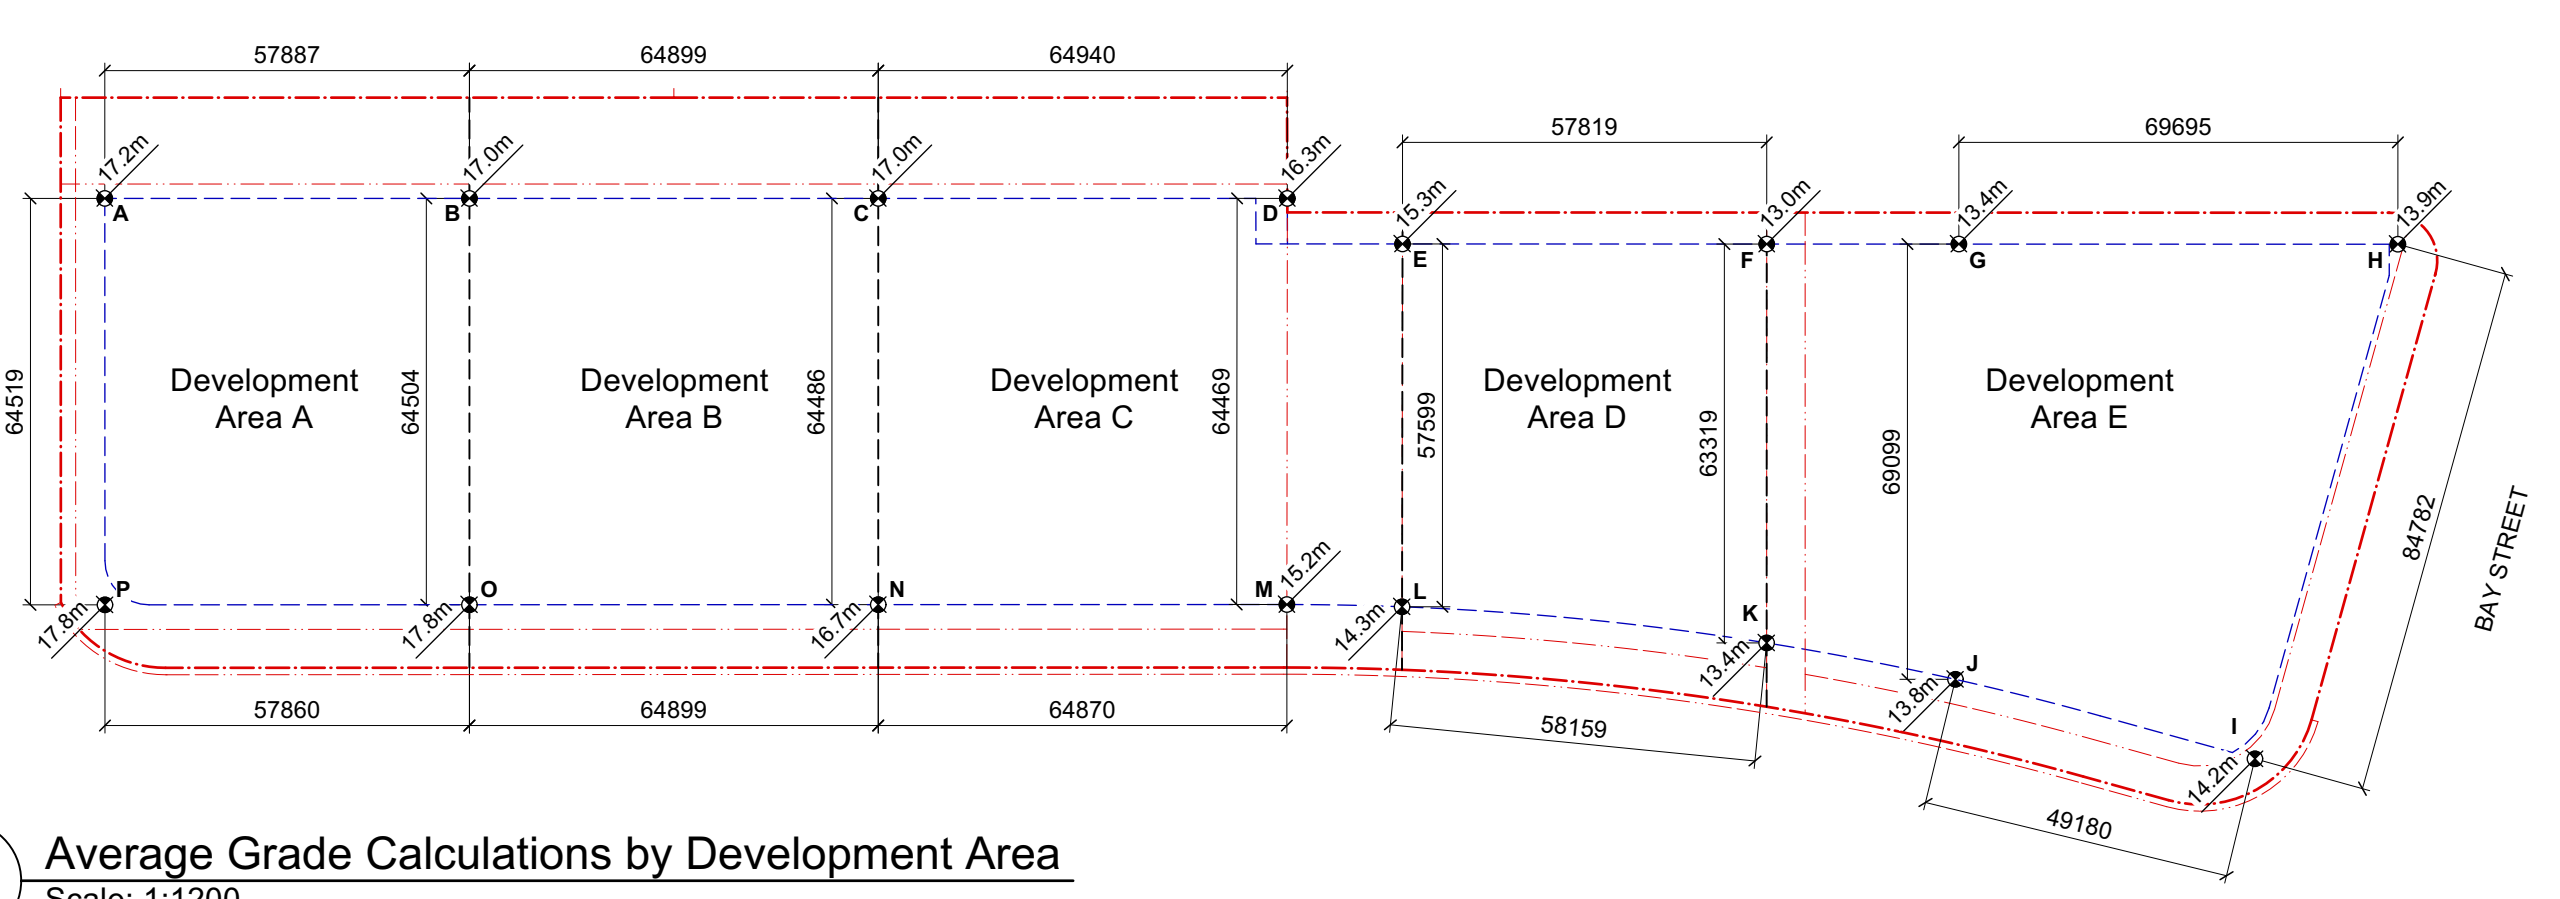 57887
64899
64940
57819
69695
17.2m
17.0m
17.0m
16.3m
15.3m
13.0m
13.4m
13.9m
A
B
C
D
E
F
G
H
64519
64504
64486
64469
57599
63319
69099
84782
Development
Area A
Development
Area B
Development
Area C
Development
Area D
Development
Area E
BAY STREET
P
O
N
M
L
K
J
I
17.8m
17.8m
16.7m
15.2m
14.3m
13.4m
13.8m
14.2m
57860
64899
64870
58159
49180
Average Grade Calculations by Development Area
Scale: 1:1200